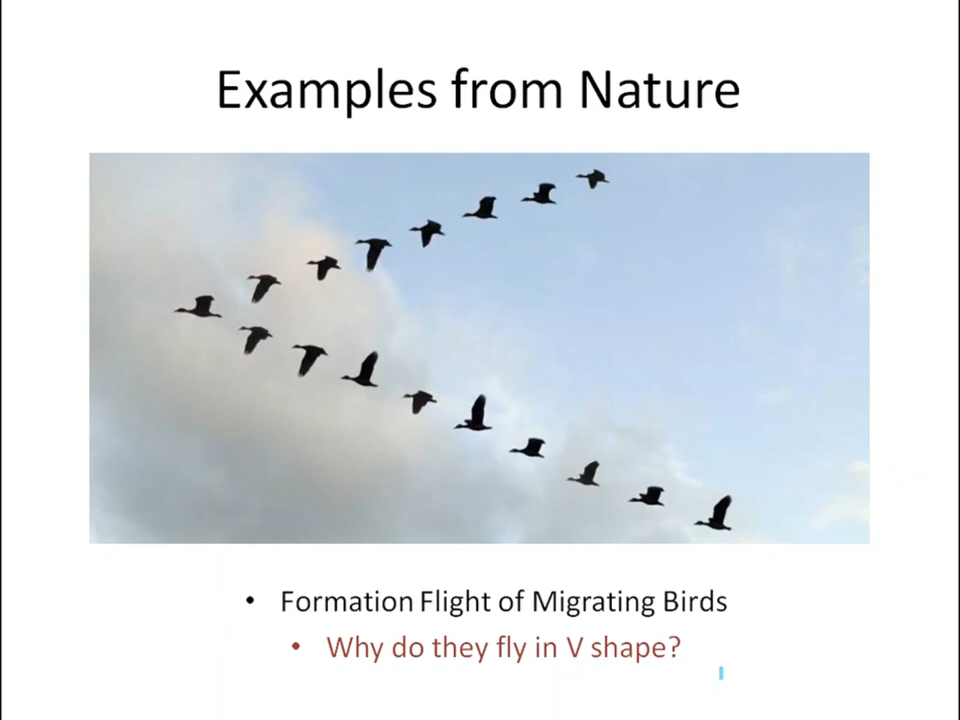 Examples from Nature
• Formation Flight of Migrating Birds
• Why do they fly in V shape?